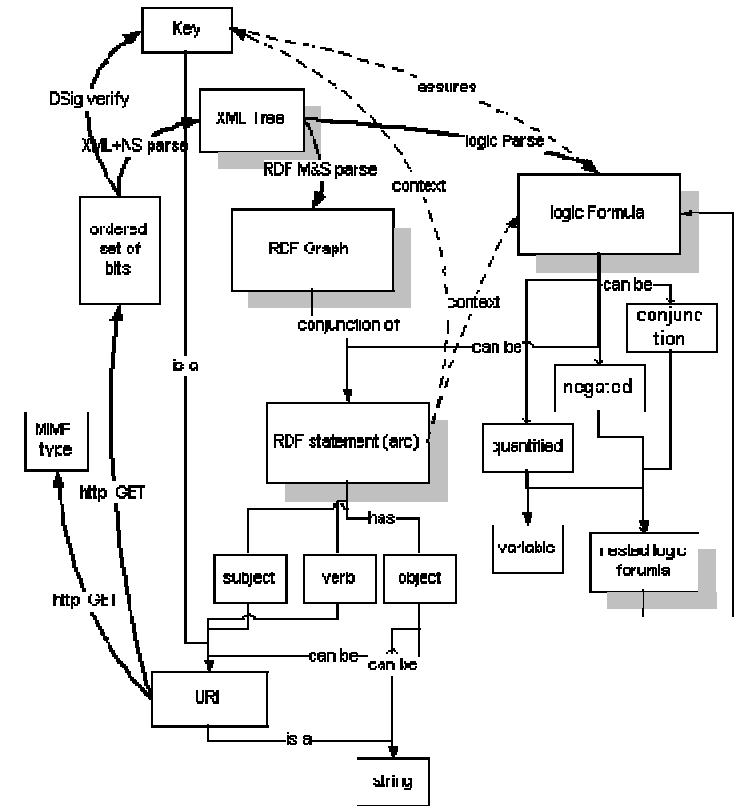 Key
assures
DSig verify
XML Tree
XML+NS parse
logic Parse
RDF M&S parse
context
ordered
set of
bits
logic Formula
RDF Graph
can be
context
conjunc
tion
conjunction of
can be
is a
negated
MIME
type
RDF statement (arc)
quantified
http GET
has
variable
nested logic
forumla
subject
verb
object
http GET
can be
can be
URI
is a
string